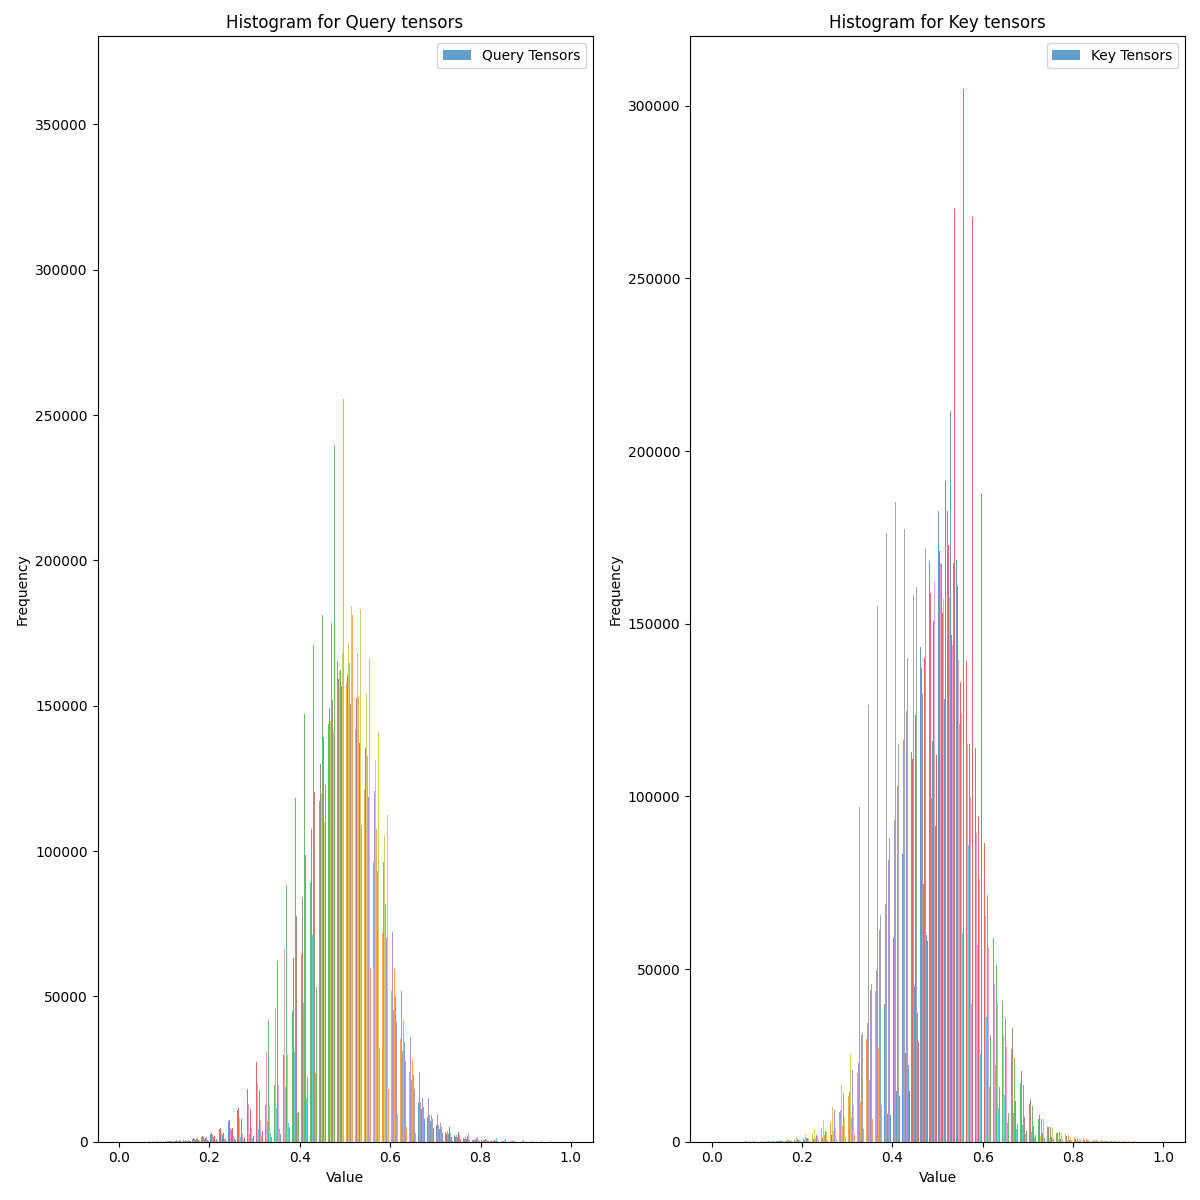 Histogram for Query tensors
Query Tensors
350000
300000
250000
200000
150000
100000
50000
0
0.0 0.2 0.4 0.6 0.8 1.0
Value
Frequency
Histogram for Key tensors
Key Tensors
300000
250000
200000
150000
100000
50000
0
0.0 0.2 0.4 0.6 0.8 1.0
Value
Frequency